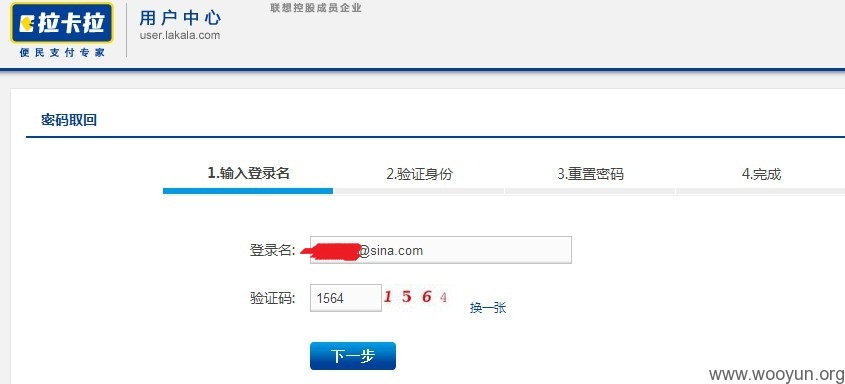 拉卡拉
便民支付专家
用户中心
user.lakala.com
联想控股成员企业
密码取回
1.输入登录名
2.验证身份
3.重置密码
4.完成
登录名: @sina.com
验证码: 1564 1564 换一张
下一步
www.wooyun.org